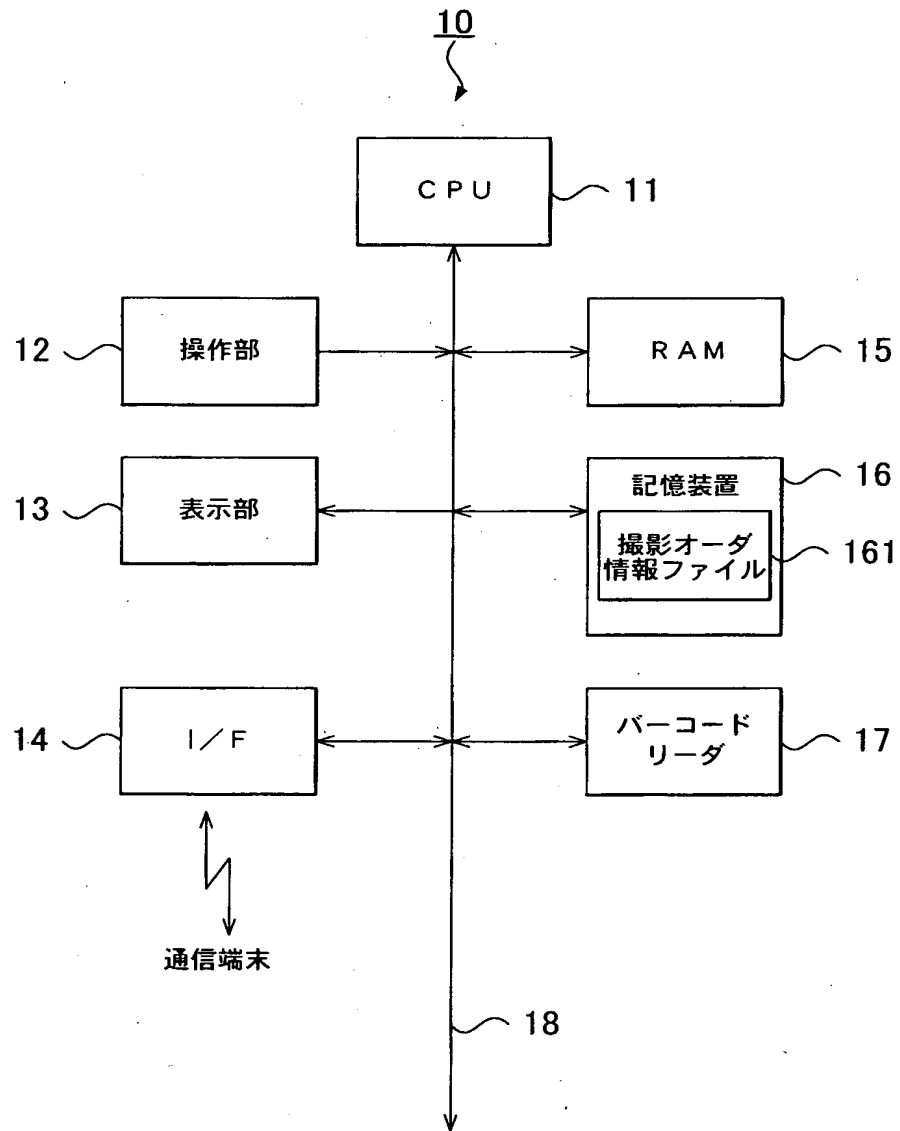 10
CPU
11
12
操作部
RAM
15
13
表示部
記憶装置
16
撮影オーダ
情報ファイル
161
14
I/F
バーコード
リーダ
17
通信端末
18